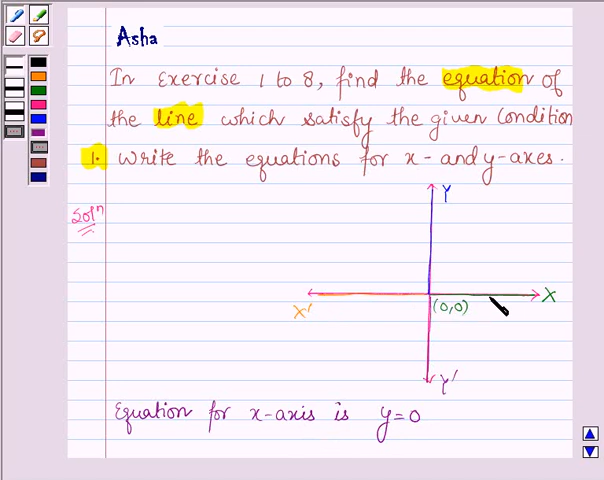 Asha
In Exercise 1 to 8, find the equation of
the line which satisfy the given condition
1. Write the equations for x- and y-axes.
Solⁿ
Y
X' (0,0) X
Y'
Equation for x-axis is y=0